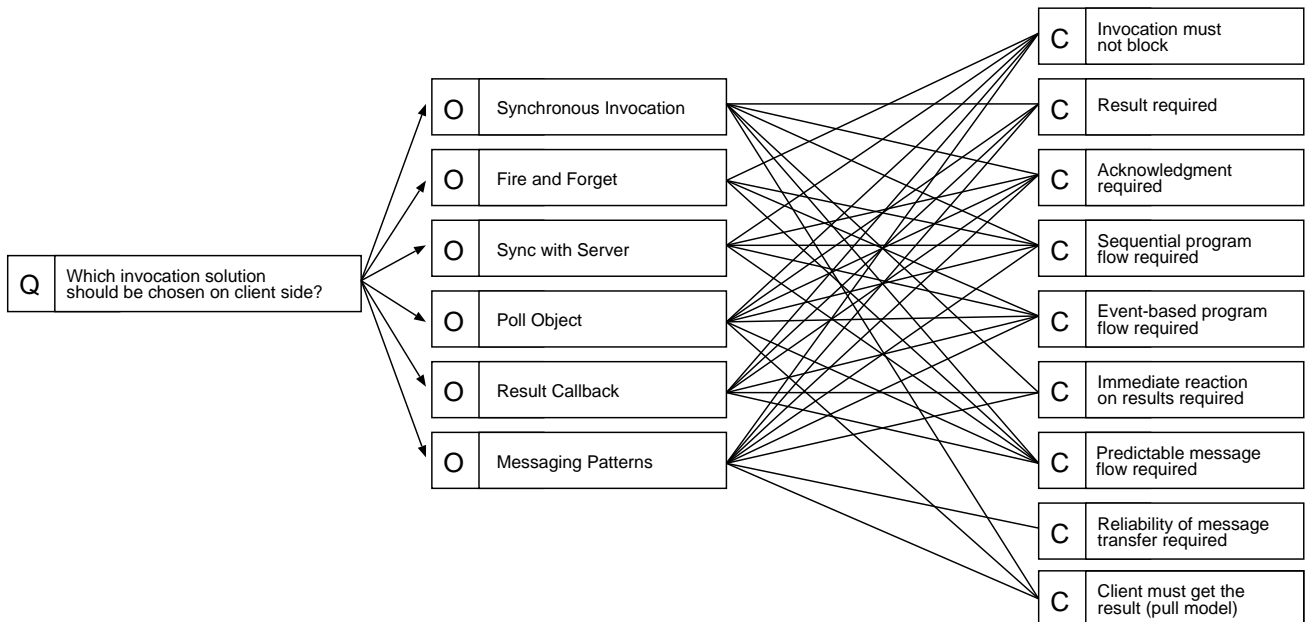 Q
Which invocation solution
should be chosen on client side?
O
Synchronous Invocation
O
Fire and Forget
O
Sync with Server
O
Poll Object
O
Result Callback
O
Messaging Patterns
C
Invocation must
not block
C
Result required
C
Acknowledgment
required
C
Sequential program
flow required
C
Event-based program
flow required
C
Immediate reaction
on results required
C
Predictable message
flow required
C
Reliability of message
transfer required
C
Client must get the
result (pull model)